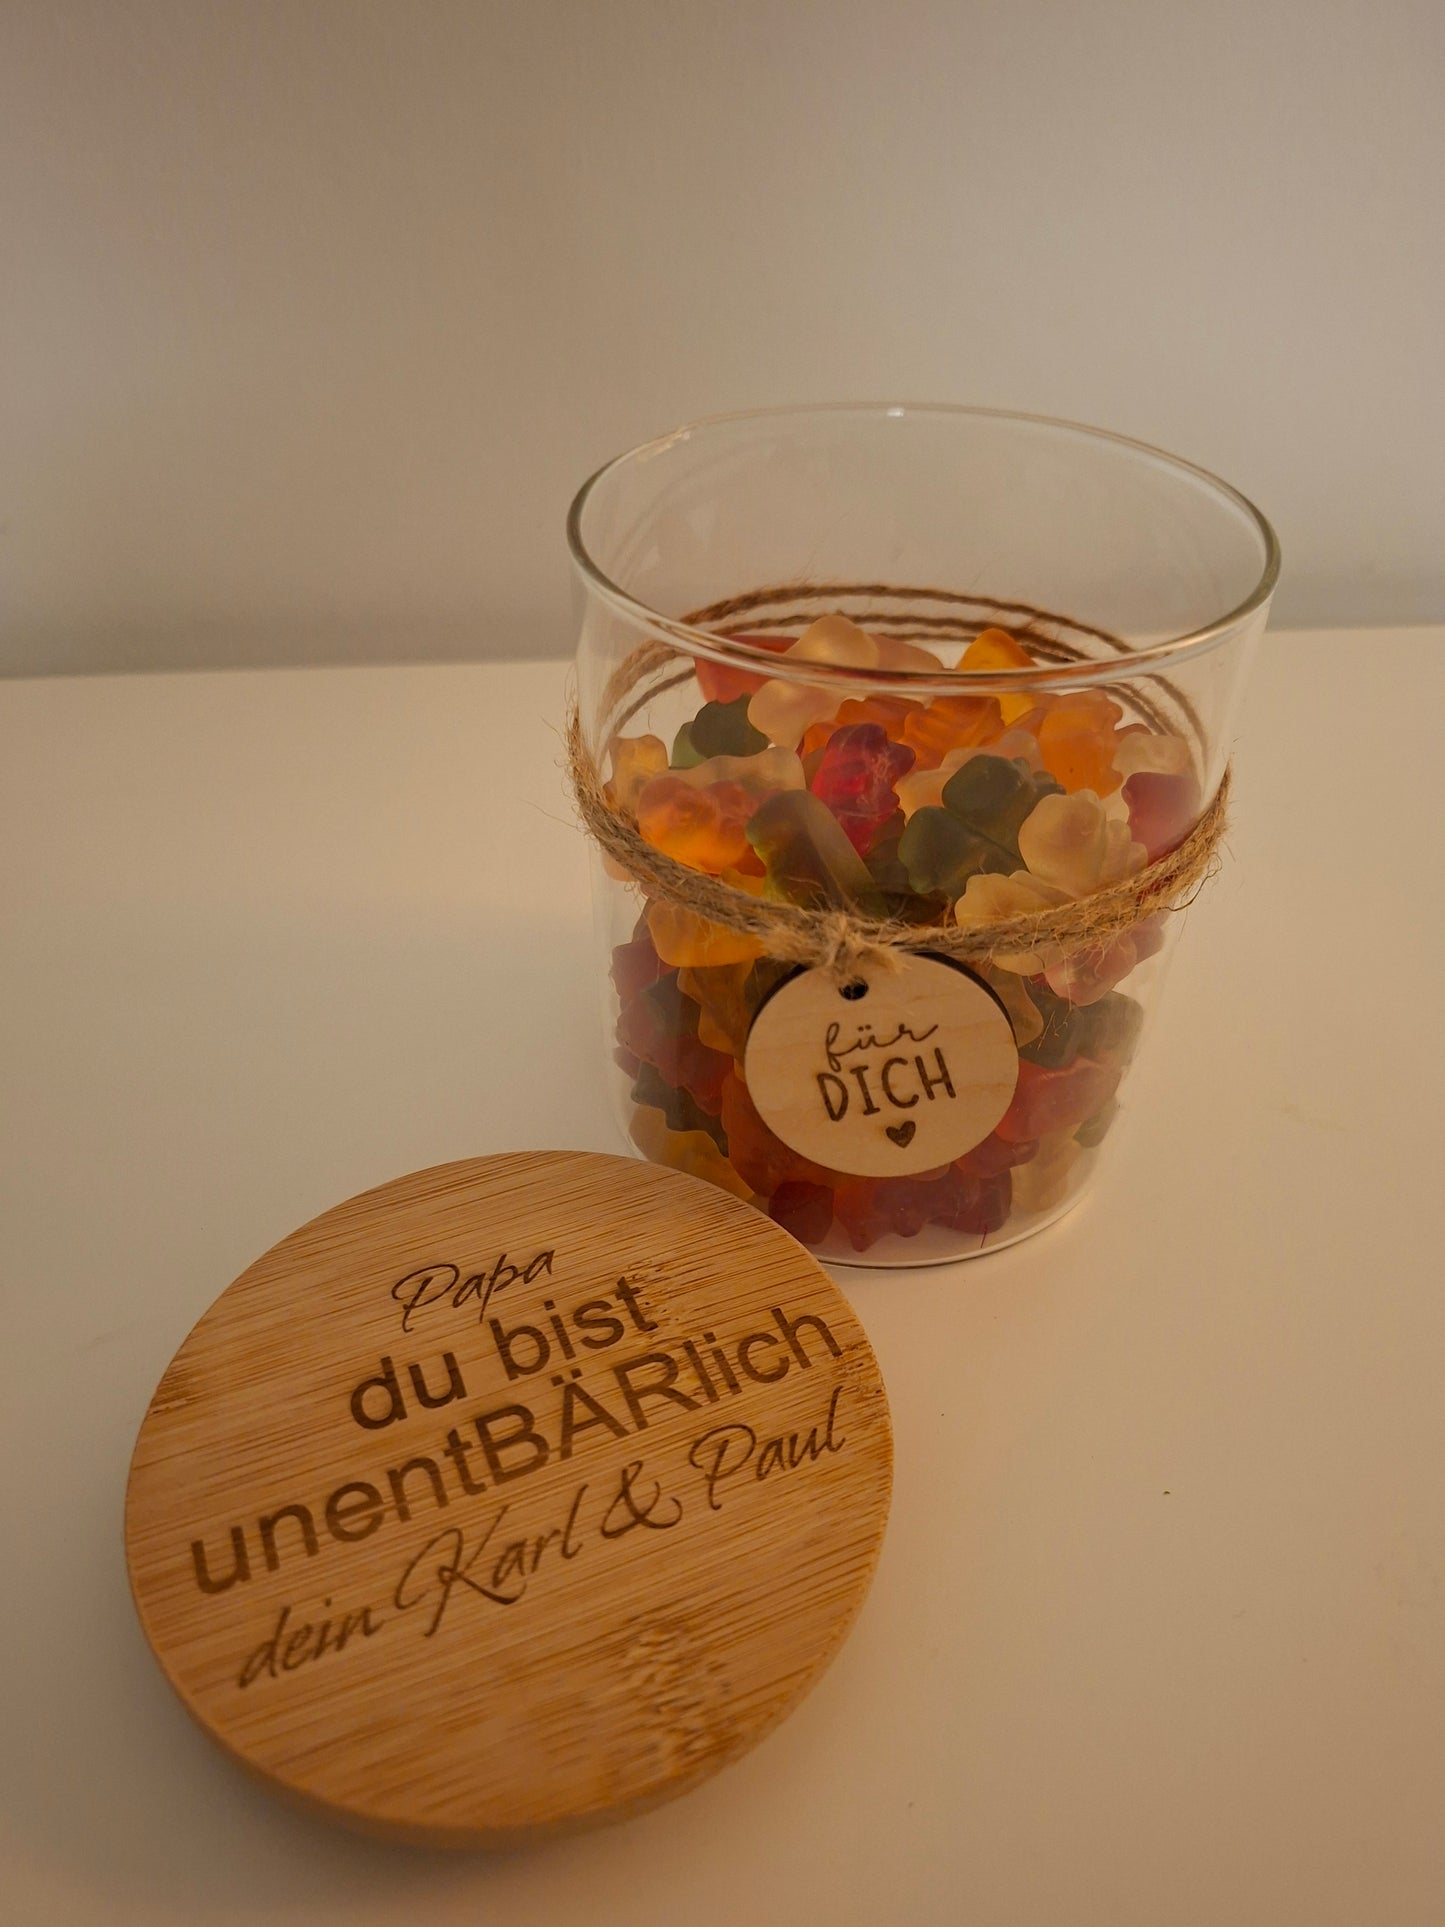 für
DICH
Papa
du bist
unentBÄRlich
dein Karl & Paul